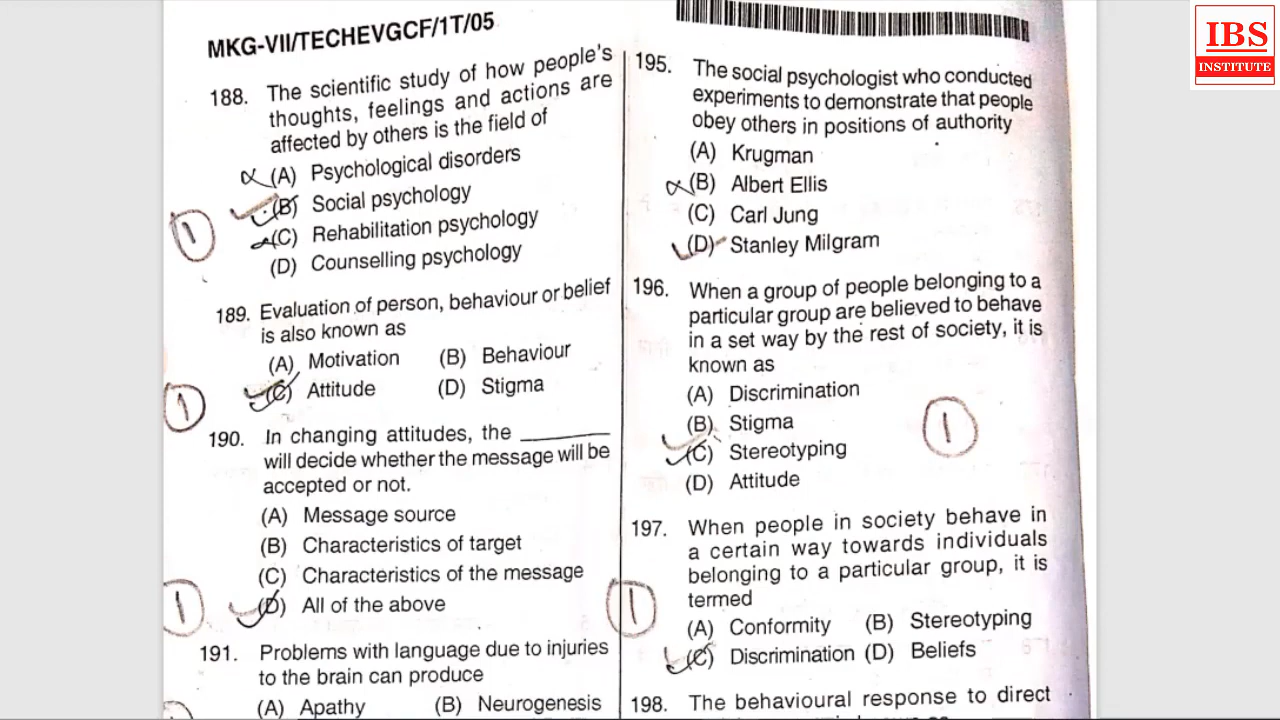 MKG-VII/TECHEVGCF/1T/05
188. The scientific study of how people's
thoughts, feelings and actions are
affected by others is the field of
(A) Psychological disorders
(B) Social psychology
(C) Rehabilitation psychology
(D) Counselling psychology
1
189. Evaluation of person, behaviour or belief
is also known as
(A) Motivation (B) Behaviour
(C) Attitude (D) Stigma
1
190. In changing attitudes, the ________
will decide whether the message will be
accepted or not.
(A) Message source
(B) Characteristics of target
(C) Characteristics of the message
(D) All of the above
1
191. Problems with language due to injuries
to the brain can produce
(A) Apathy (B) Neurogenesis
195. The social psychologist who conducted
experiments to demonstrate that people
obey others in positions of authority
(A) Krugman
(B) Albert Ellis
(C) Carl Jung
(D) Stanley Milgram
196. When a group of people belonging to a
particular group are believed to behave
in a set way by the rest of society, it is
known as
(A) Discrimination
(B) Stigma
(C) Stereotyping
(D) Attitude
1
197. When people in society behave in
a certain way towards individuals
belonging to a particular group, it is
termed
(A) Conformity (B) Stereotyping
(C) Discrimination (D) Beliefs
1
198. The behavioural response to direct
IBS
INSTITUTE